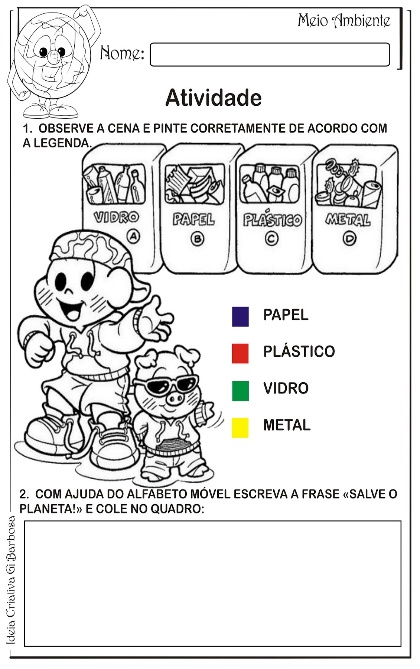 Meio Ambiente
Nome:
Atividade
1. OBSERVE A CENA E PINTE CORRETAMENTE DE ACORDO COM
A LEGENDA.
VIDRO
A
PAPEL
B
PLÁSTICO
C
METAL
D
PAPEL
PLÁSTICO
VIDRO
METAL
2. COM AJUDA DO ALFABETO MÓVEL ESCREVA A FRASE «SALVE O
PLANETA!» E COLE NO QUADRO:
Ideia Criativa Gi Barbosa